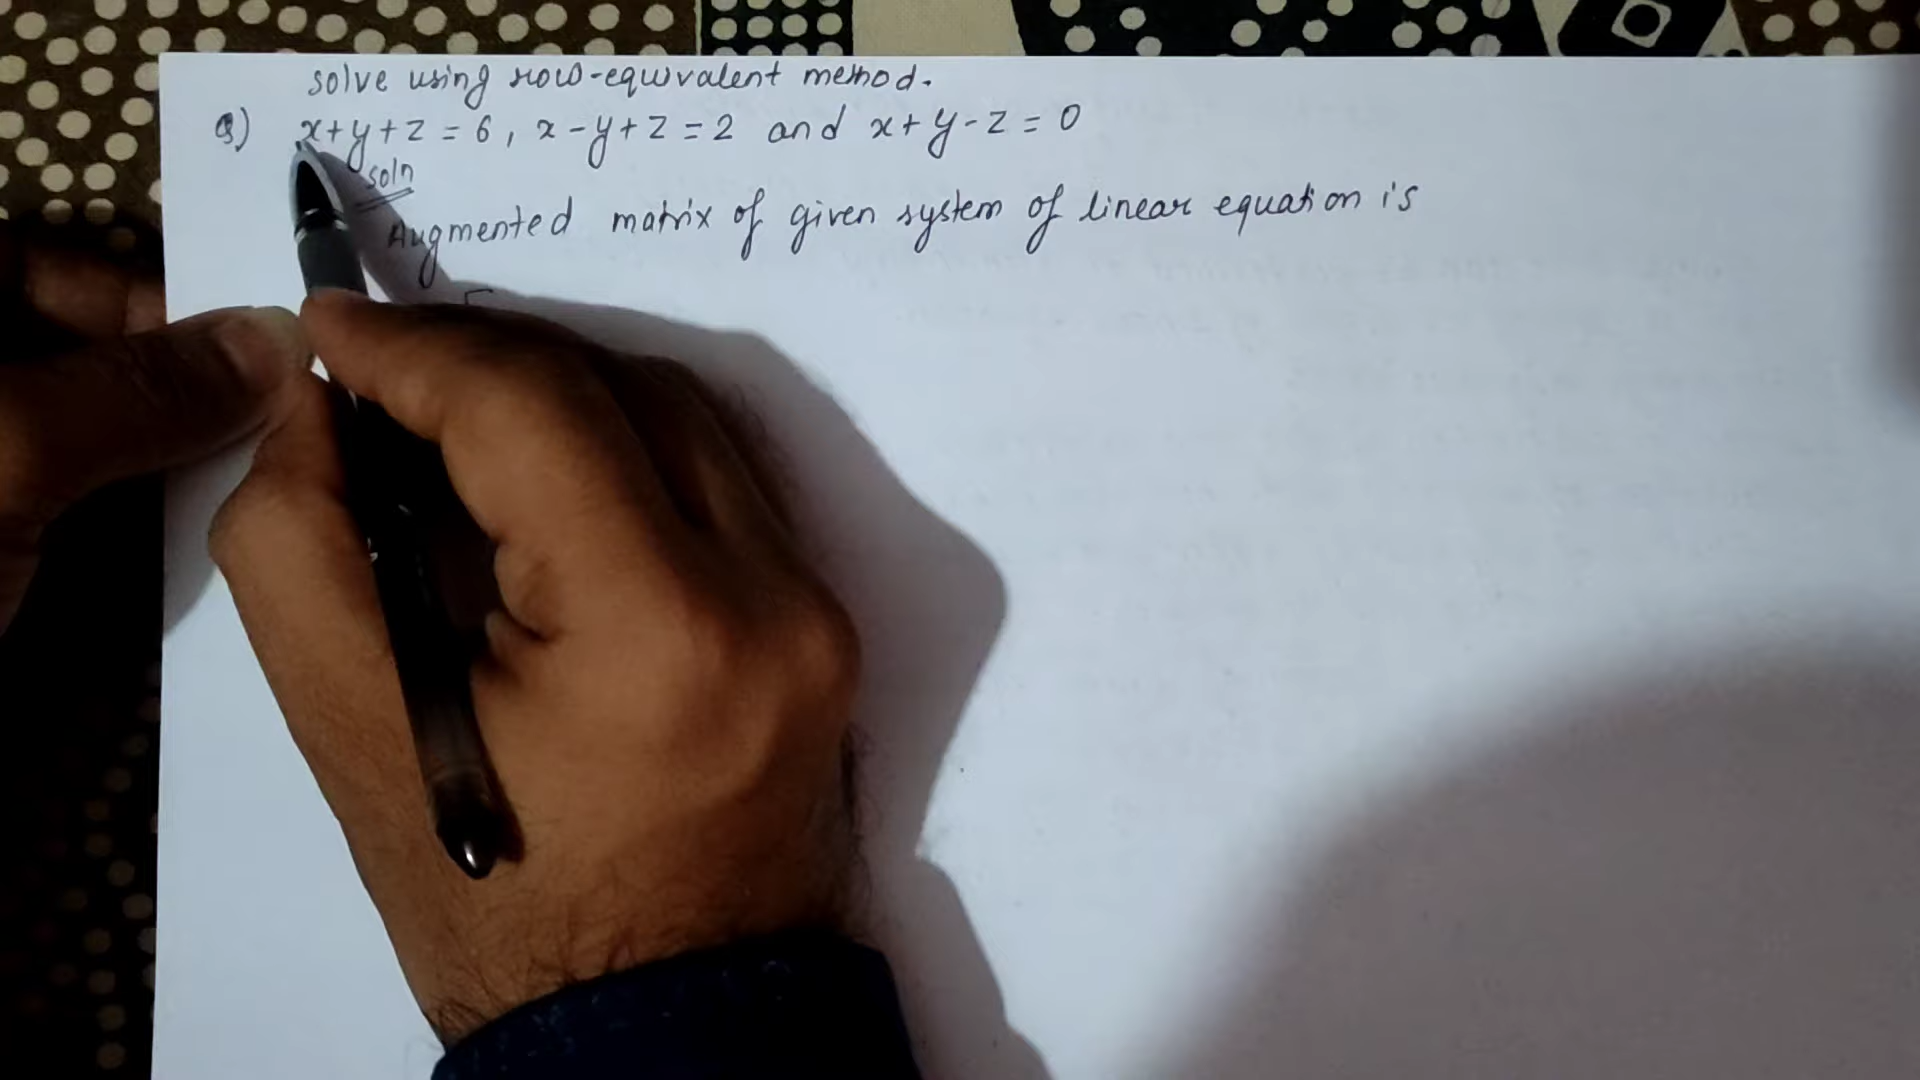 solve using row-equivalent method.
Q) x+y+z = 6, x-y+z = 2 and x+y-z = 0
soln
Augmented matrix of given system of linear equation is
[